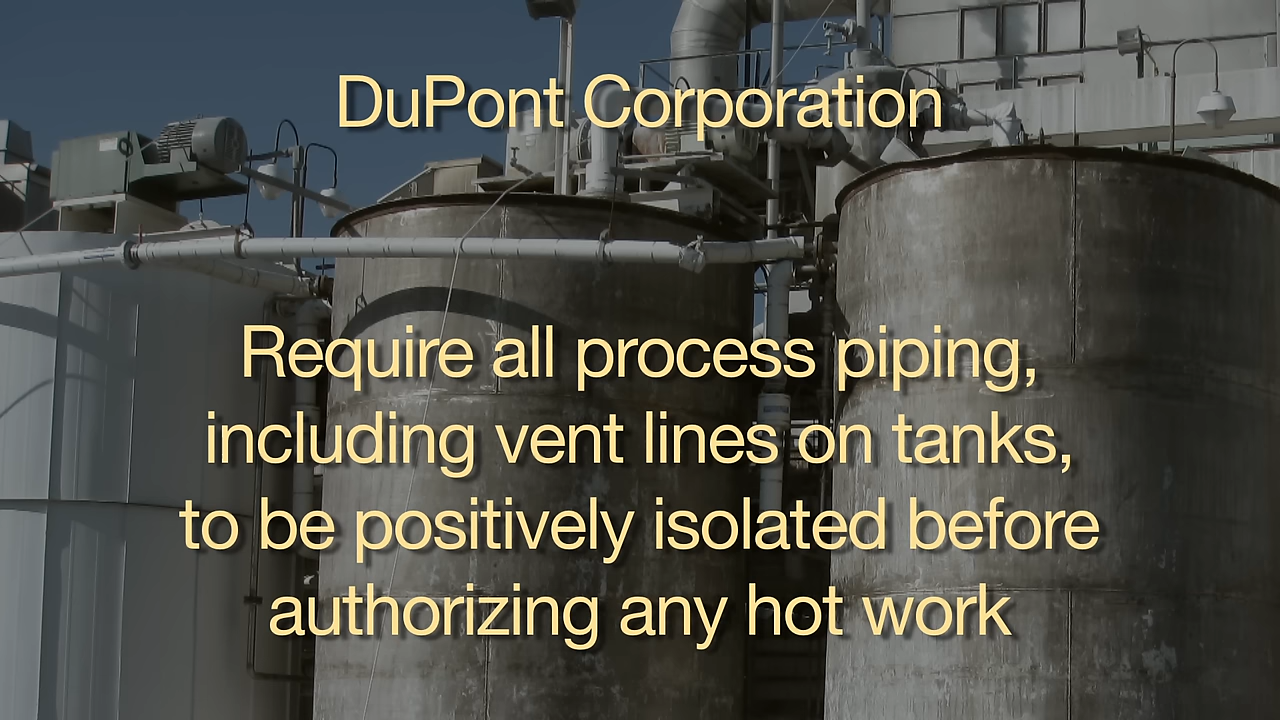 DuPont Corporation
Require all process piping,
including vent lines on tanks,
to be positively isolated before
authorizing any hot work